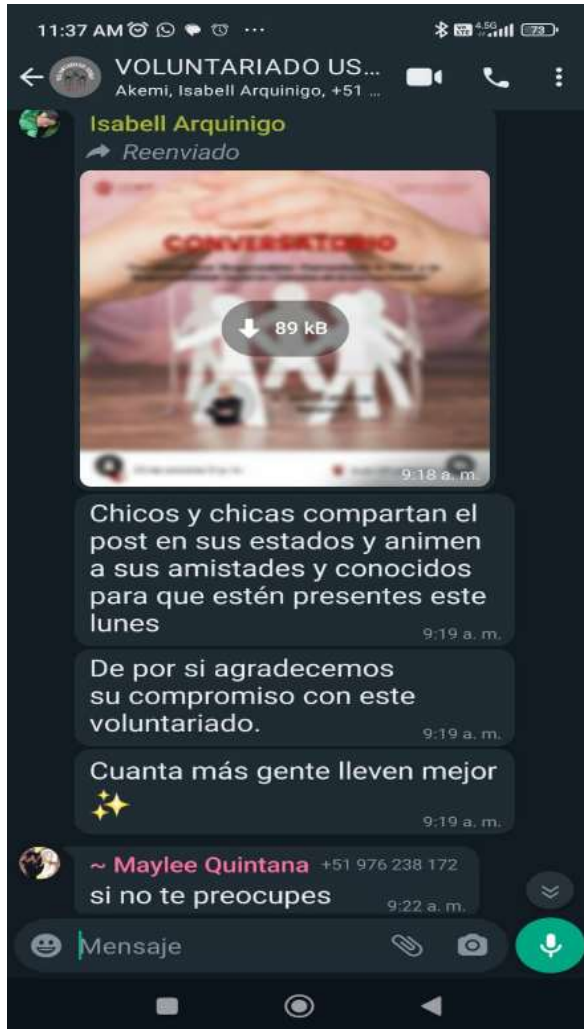 11:37 AM
4.5G
73
VOLUNTARIADO US...
Akemi, Isabell Arquinigo, +51 ...
Isabell Arquinigo
Reenviado
CONVERSATORIO
89 kB
9:18 a. m.
Chicos y chicas compartan el
post en sus estados y animen
a sus amistades y conocidos
para que estén presentes este
lunes
9:19 a. m.
De por si agradecemos
su compromiso con este
voluntariado.
9:19 a. m.
Cuanta más gente lleven mejor
9:19 a. m.
~ Maylee Quintana +51 976 238 172
si no te preocupes
9:22 a. m.
Mensaje